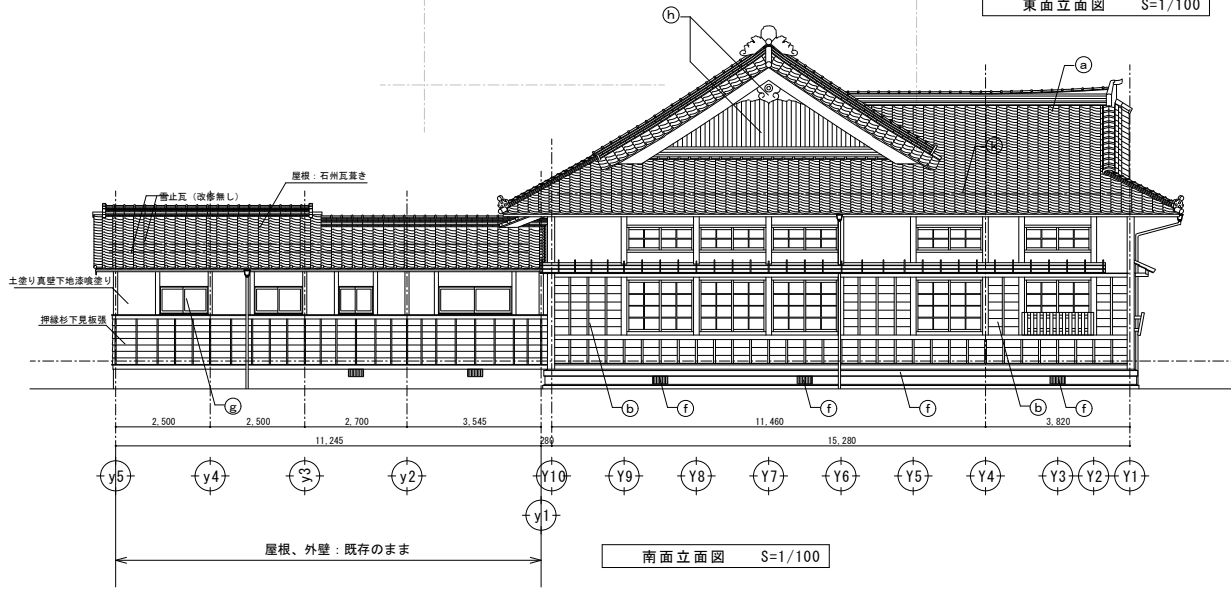 東面立面図 S=1/100
ⓗ
ⓐ
ⓚ
屋根：石州瓦葺き
雪止瓦（改修無し）
土塗り真壁下地漆喰塗り
押縁杉下見板張
ⓖ ⓑ ⓕ ⓕ ⓕ ⓑ ⓕ
2,500 2,500 2,700 3,545 11,460 3,820
11,245 280 15,280
y5 y4 y3 y2 Y10 Y9 Y8 Y7 Y6 Y5 Y4 Y3 Y2 Y1
y1
屋根、外壁：既存のまま
南面立面図 S=1/100